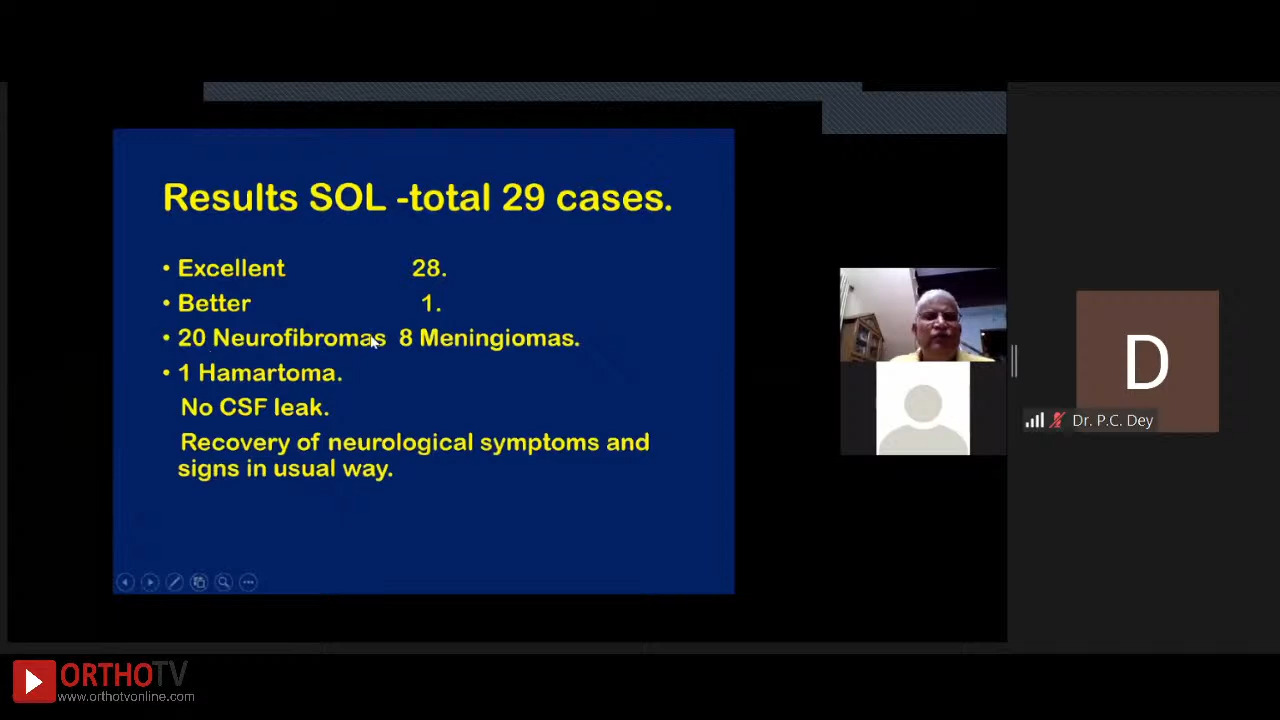 Results SOL -total 29 cases.
• Excellent 28.
• Better 1.
• 20 Neurofibromas 8 Meningiomas.
• 1 Hamartoma.
No CSF leak.
Recovery of neurological symptoms and
signs in usual way.
D
Dr. P.C. Dey
ORTHOTV
www.orthotvonline.com